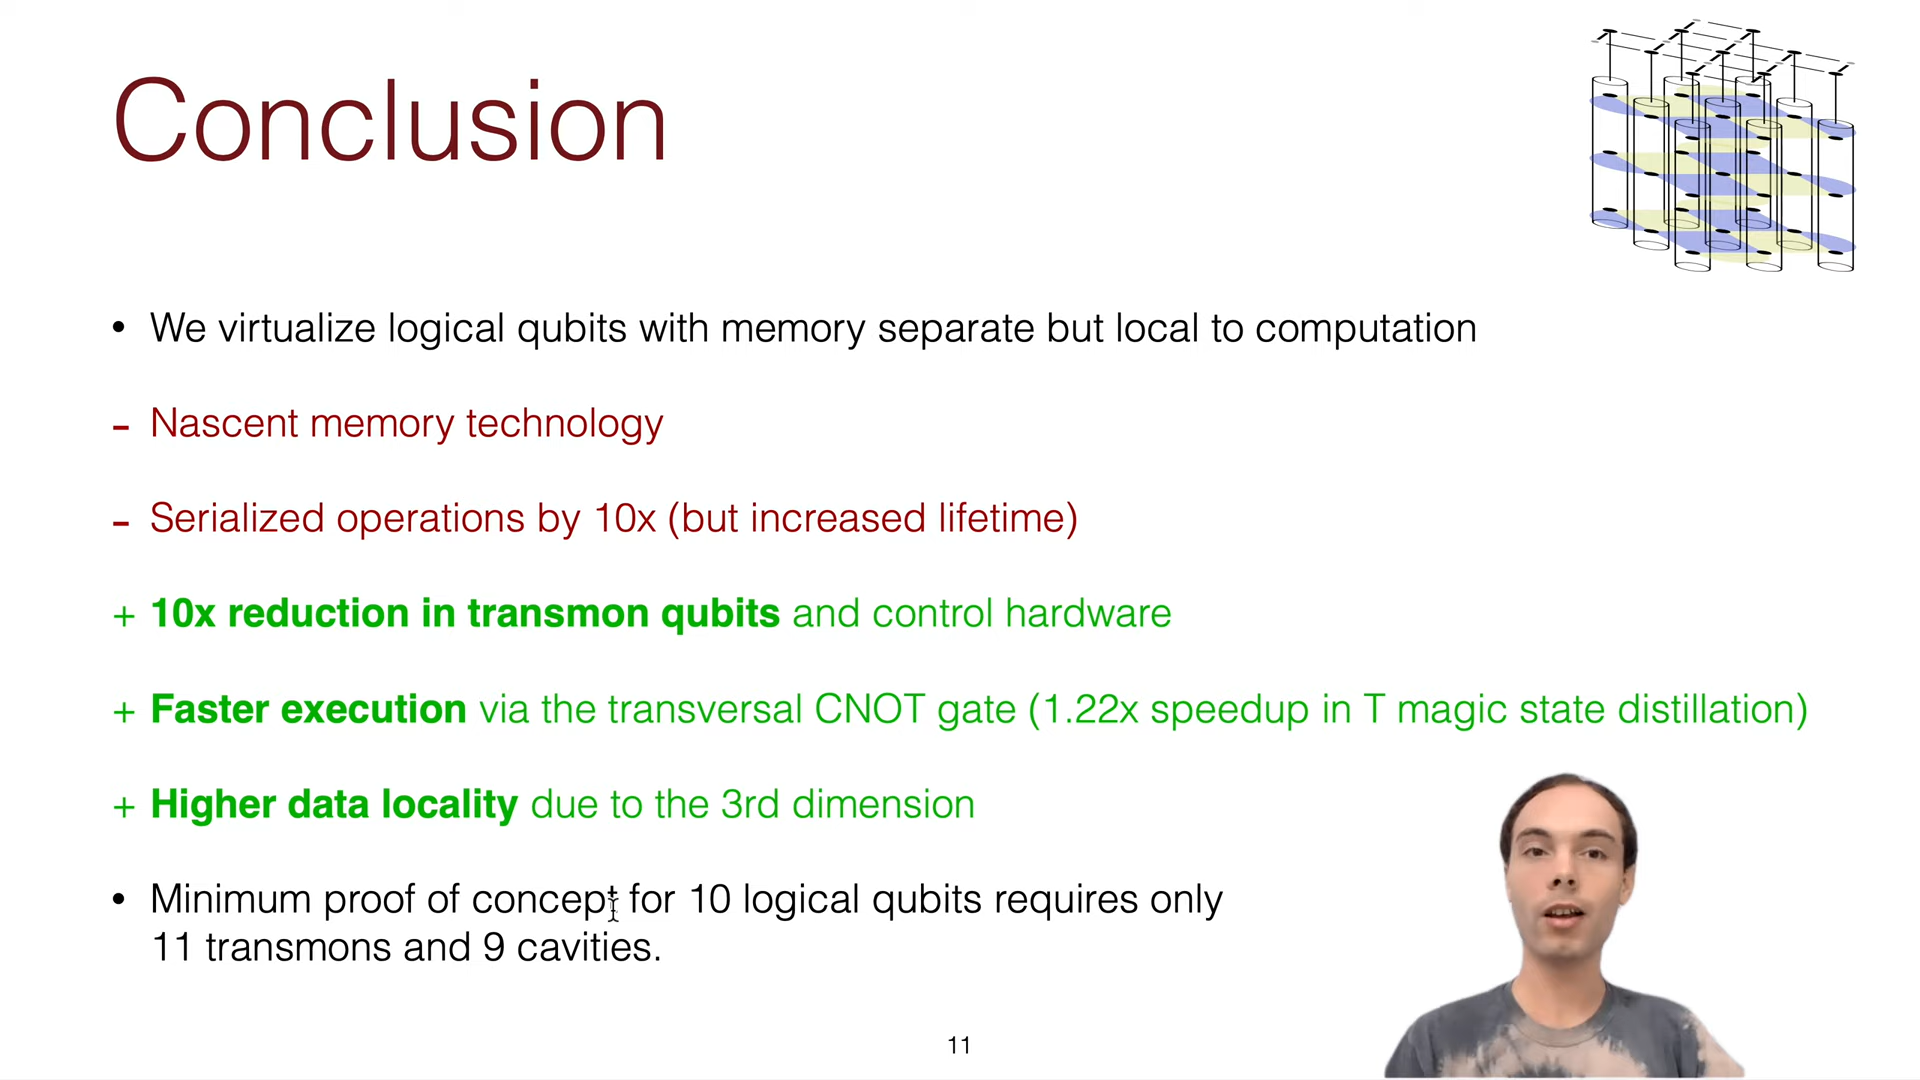 Conclusion
• We virtualize logical qubits with memory separate but local to computation
- Nascent memory technology
- Serialized operations by 10x (but increased lifetime)
+ 10x reduction in transmon qubits and control hardware
+ Faster execution via the transversal CNOT gate (1.22x speedup in T magic state distillation)
+ Higher data locality due to the 3rd dimension
• Minimum proof of concept for 10 logical qubits requires only
11 transmons and 9 cavities.
11